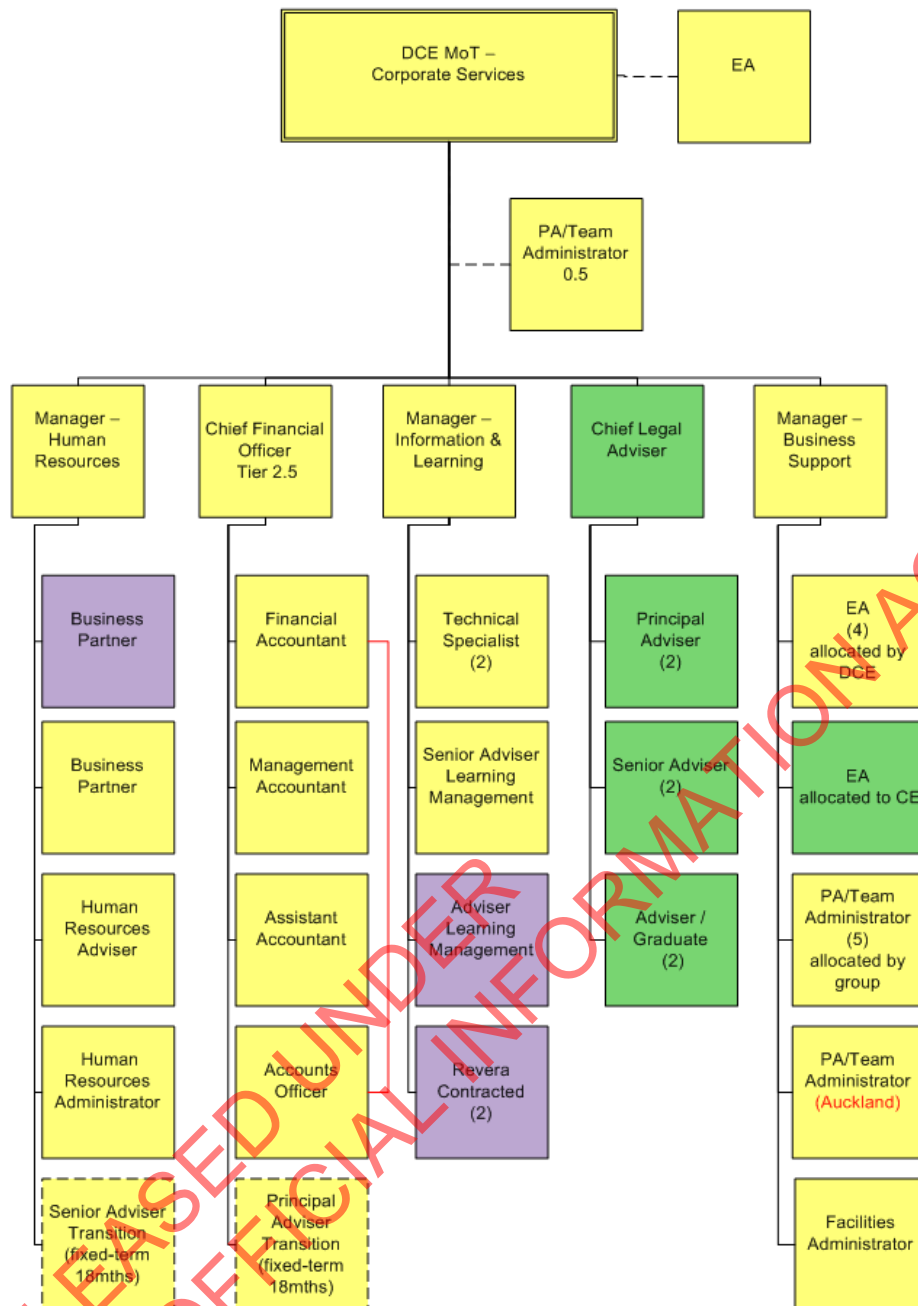 DCE MoT –
Corporate Services
EA
PA/Team
Administrator
0.5
Manager –
Human
Resources
Chief Financial
Officer
Tier 2.5
Manager –
Information &
Learning
Chief Legal
Adviser
Manager –
Business
Support
Business
Partner
Business
Partner
Human
Resources
Adviser
Human
Resources
Administrator
Senior Adviser
Transition
(fixed-term
18mths)
Financial
Accountant
Management
Accountant
Assistant
Accountant
Accounts
Officer
Principal
Adviser
Transition
(fixed-term
18mths)
Technical
Specialist
(2)
Senior Adviser
Learning
Management
Adviser
Learning
Management
Revera
Contracted
(2)
Principal
Adviser
(2)
Senior Adviser
(2)
Adviser /
Graduate
(2)
EA
(4)
allocated by
DCE
EA
allocated to CE
PA/Team
Administrator
(5)
allocated by
group
PA/Team
Administrator
(Auckland)
Facilities
Administrator
UNDER
OFFICIAL INFORMATION